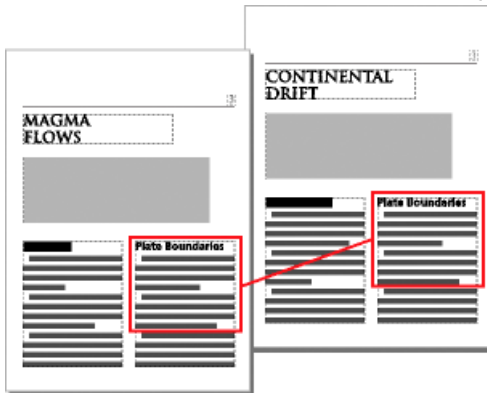 MAGMA
FLOWS
Plate Boundaries
CONTINENTAL
DRIFT
Plate Boundaries